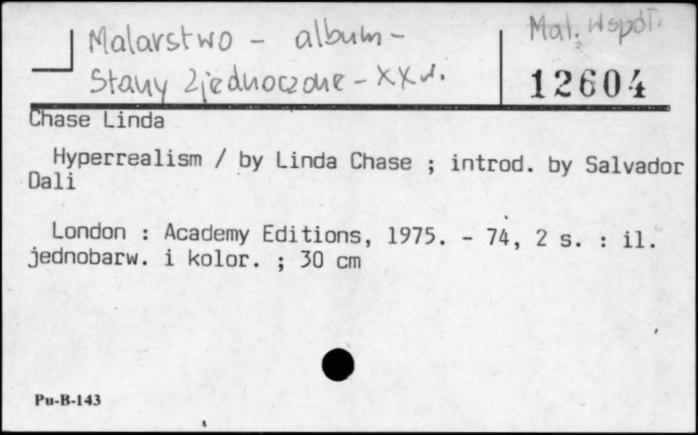 Malarstwo - album -
Mal. Współ.
Stany Zjednoczone - XX w.
12604
Chase Linda
Hyperrealism / by Linda Chase ; introd. by Salvador
Dali
London : Academy Editions, 1975. - 74, 2 s. : il.
jednobarw. i kolor. ; 30 cm
Pu-B-143